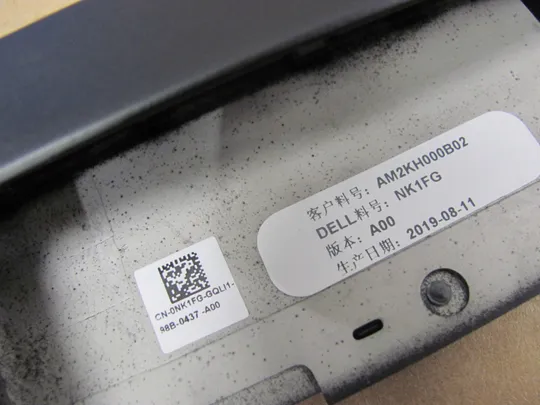 客户料号: AM2KH000B02
DELL料号: NK1FG
版本: A00
生产日期: 2019-08-11
CN-0NK1FG-GQLI1-
98B-0437 -A00